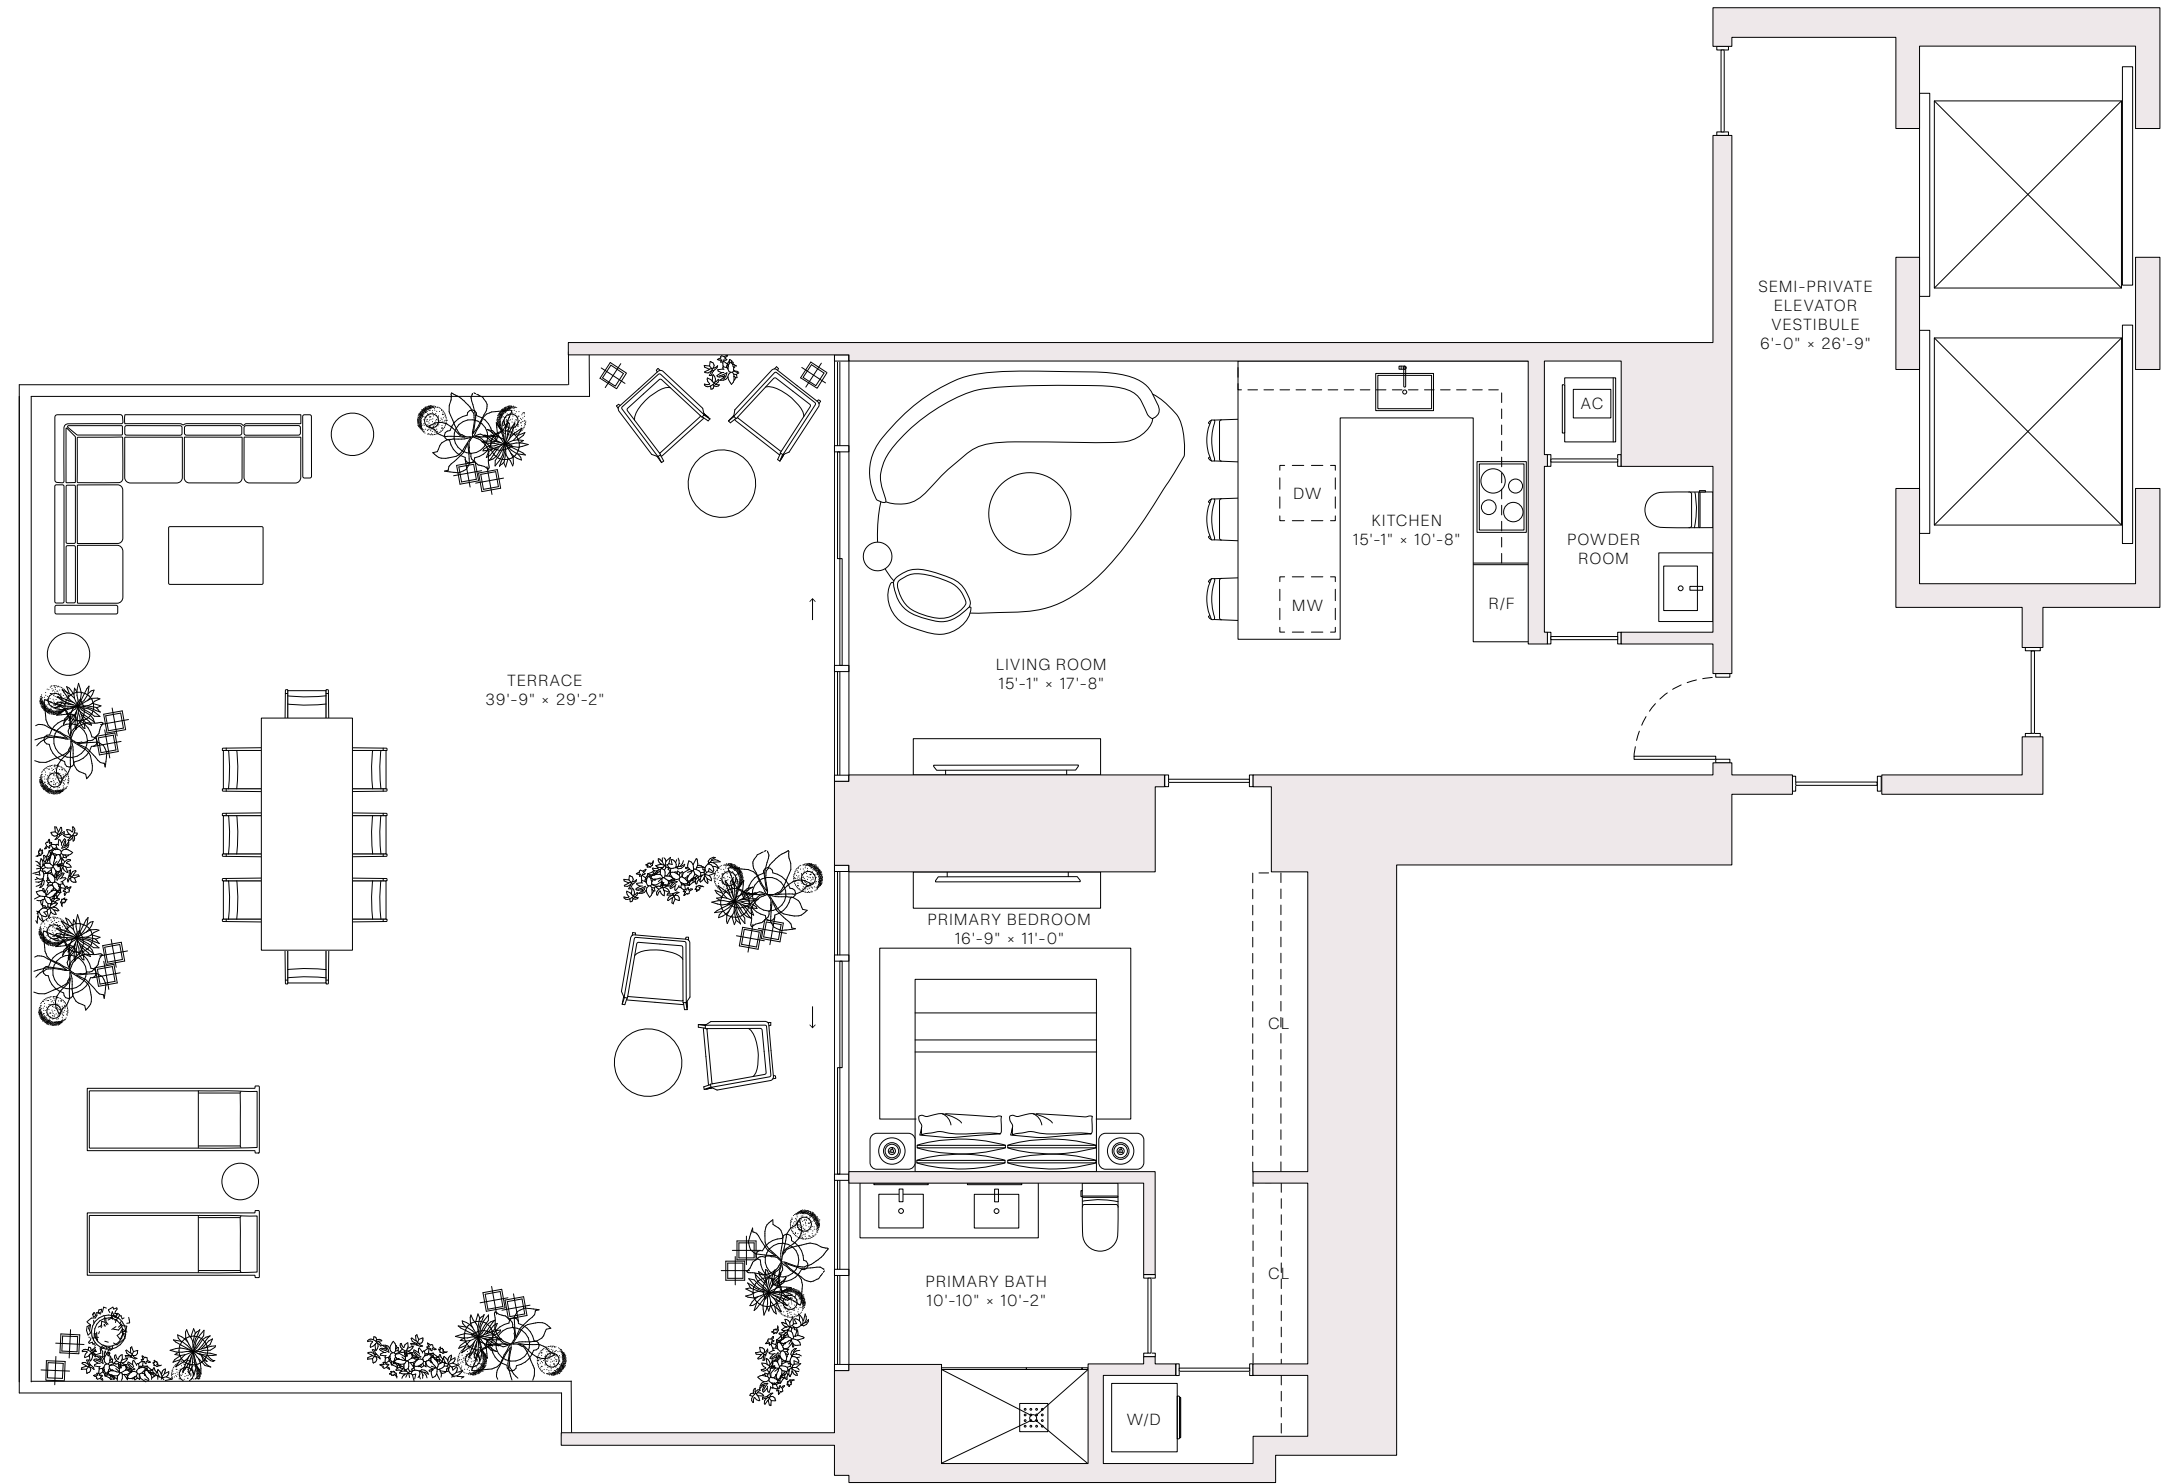 SEMI-PRIVATE
ELEVATOR
VESTIBULE
6'-0" × 26'-9"
AC
DW
KITCHEN
15'-1" × 10'-8"
POWDER
ROOM
MW
R/F
LIVING ROOM
15'-1" × 17'-8"
TERRACE
39'-9" × 29'-2"
PRIMARY BEDROOM
16'-9" × 11'-0"
CL
PRIMARY BATH
10'-10" × 10'-2"
CL
W/D